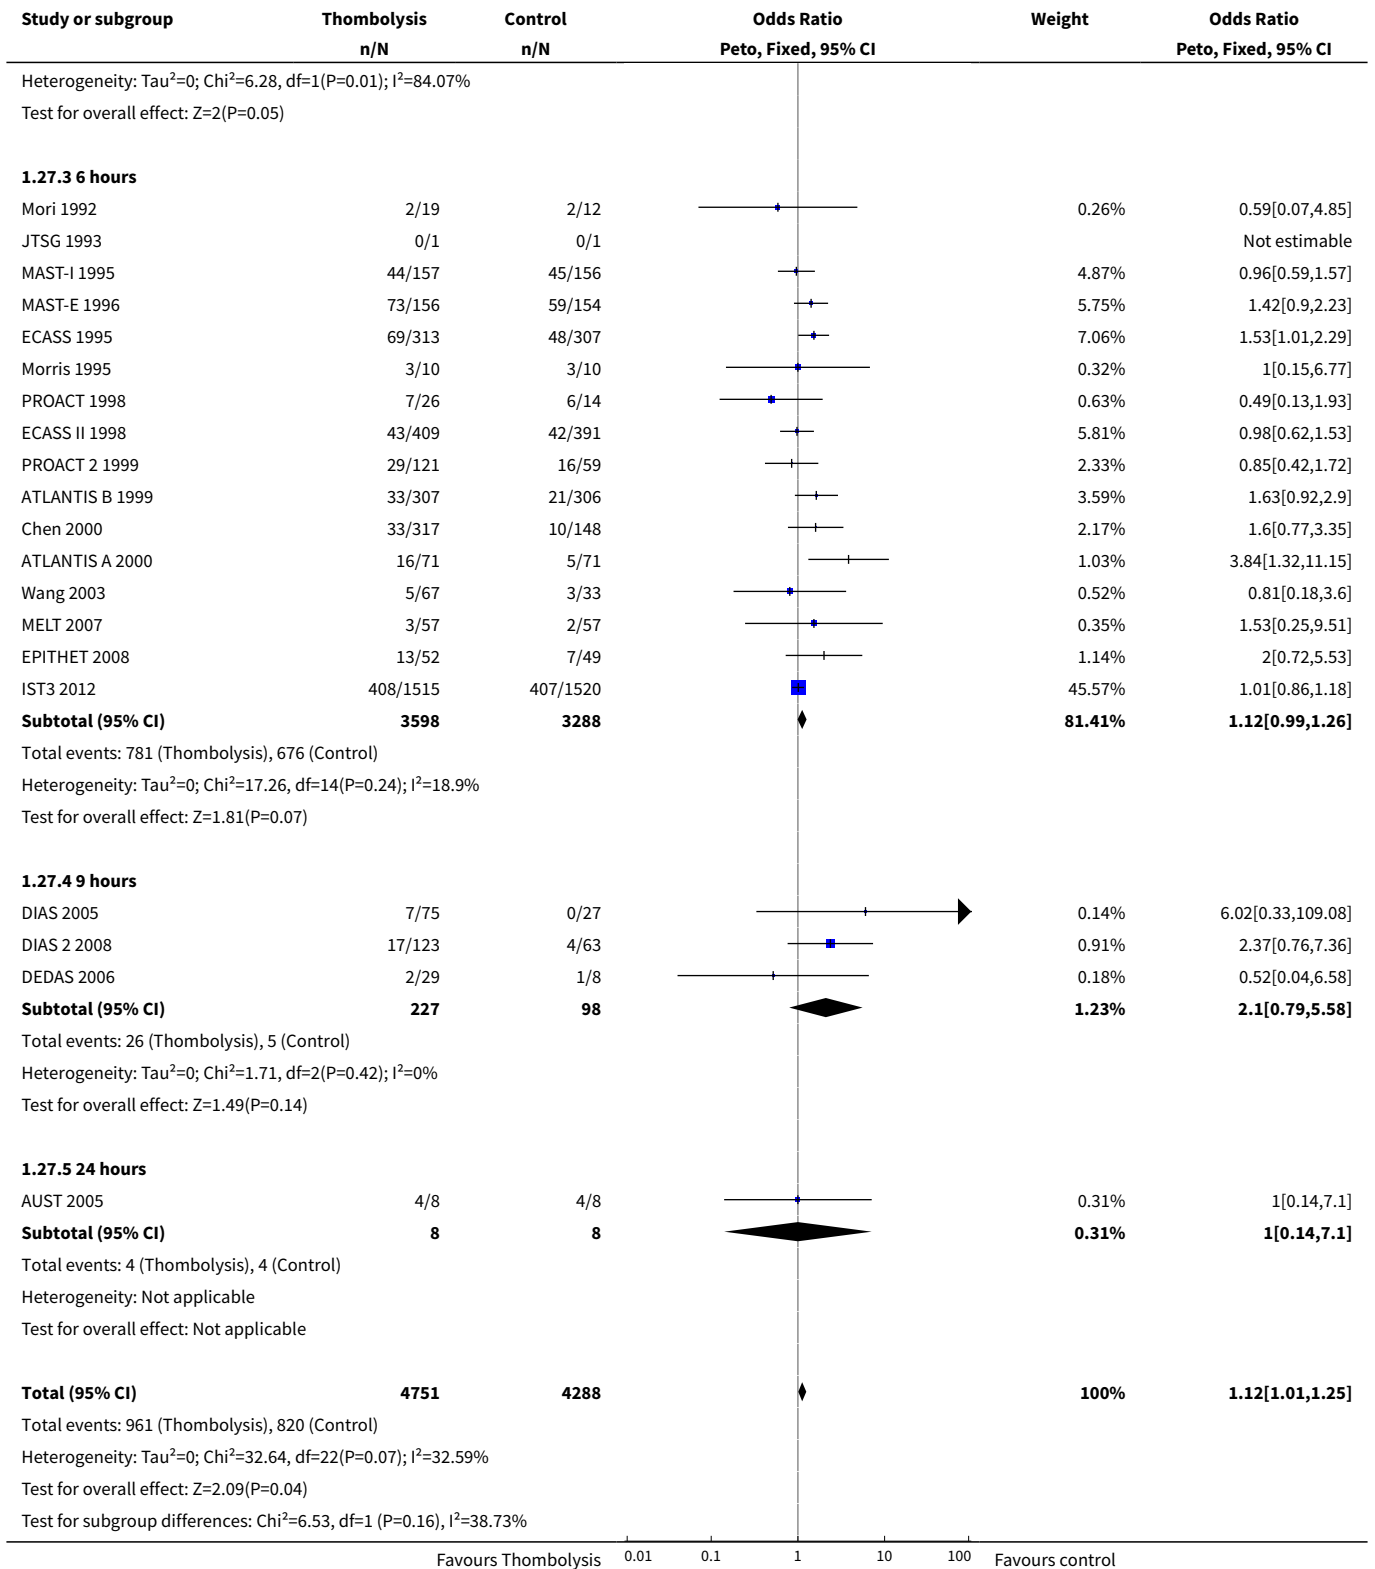 Study or subgroup Thombolysis Control Odds Ratio Weight Odds Ratio
n/N n/N Peto, Fixed, 95% CI Peto, Fixed, 95% CI
Heterogeneity: Tau²=0; Chi²=6.28, df=1(P=0.01); I²=84.07%
Test for overall effect: Z=2(P=0.05)
1.27.3 6 hours
Mori 1992 2/19 2/12 0.26% 0.59[0.07,4.85]
JTSG 1993 0/1 0/1 Not estimable
MAST-I 1995 44/157 45/156 4.87% 0.96[0.59,1.57]
MAST-E 1996 73/156 59/154 5.75% 1.42[0.9,2.23]
ECASS 1995 69/313 48/307 7.06% 1.53[1.01,2.29]
Morris 1995 3/10 3/10 0.32% 1[0.15,6.77]
PROACT 1998 7/26 6/14 0.63% 0.49[0.13,1.93]
ECASS II 1998 43/409 42/391 5.81% 0.98[0.62,1.53]
PROACT 2 1999 29/121 16/59 2.33% 0.85[0.42,1.72]
ATLANTIS B 1999 33/307 21/306 3.59% 1.63[0.92,2.9]
Chen 2000 33/317 10/148 2.17% 1.6[0.77,3.35]
ATLANTIS A 2000 16/71 5/71 1.03% 3.84[1.32,11.15]
Wang 2003 5/67 3/33 0.52% 0.81[0.18,3.6]
MELT 2007 3/57 2/57 0.35% 1.53[0.25,9.51]
EPITHET 2008 13/52 7/49 1.14% 2[0.72,5.53]
IST3 2012 408/1515 407/1520 45.57% 1.01[0.86,1.18]
Subtotal (95% CI) 3598 3288 81.41% 1.12[0.99,1.26]
Total events: 781 (Thombolysis), 676 (Control)
Heterogeneity: Tau²=0; Chi²=17.26, df=14(P=0.24); I²=18.9%
Test for overall effect: Z=1.81(P=0.07)
1.27.4 9 hours
DIAS 2005 7/75 0/27 0.14% 6.02[0.33,109.08]
DIAS 2 2008 17/123 4/63 0.91% 2.37[0.76,7.36]
DEDAS 2006 2/29 1/8 0.18% 0.52[0.04,6.58]
Subtotal (95% CI) 227 98 1.23% 2.1[0.79,5.58]
Total events: 26 (Thombolysis), 5 (Control)
Heterogeneity: Tau²=0; Chi²=1.71, df=2(P=0.42); I²=0%
Test for overall effect: Z=1.49(P=0.14)
1.27.5 24 hours
AUST 2005 4/8 4/8 0.31% 1[0.14,7.1]
Subtotal (95% CI) 8 8 0.31% 1[0.14,7.1]
Total events: 4 (Thombolysis), 4 (Control)
Heterogeneity: Not applicable
Test for overall effect: Not applicable
Total (95% CI) 4751 4288 100% 1.12[1.01,1.25]
Total events: 961 (Thombolysis), 820 (Control)
Heterogeneity: Tau²=0; Chi²=32.64, df=22(P=0.07); I²=32.59%
Test for overall effect: Z=2.09(P=0.04)
Test for subgroup differences: Chi²=6.53, df=1 (P=0.16), I²=38.73%
Favours Thombolysis 0.01 0.1 1 10 100 Favours control